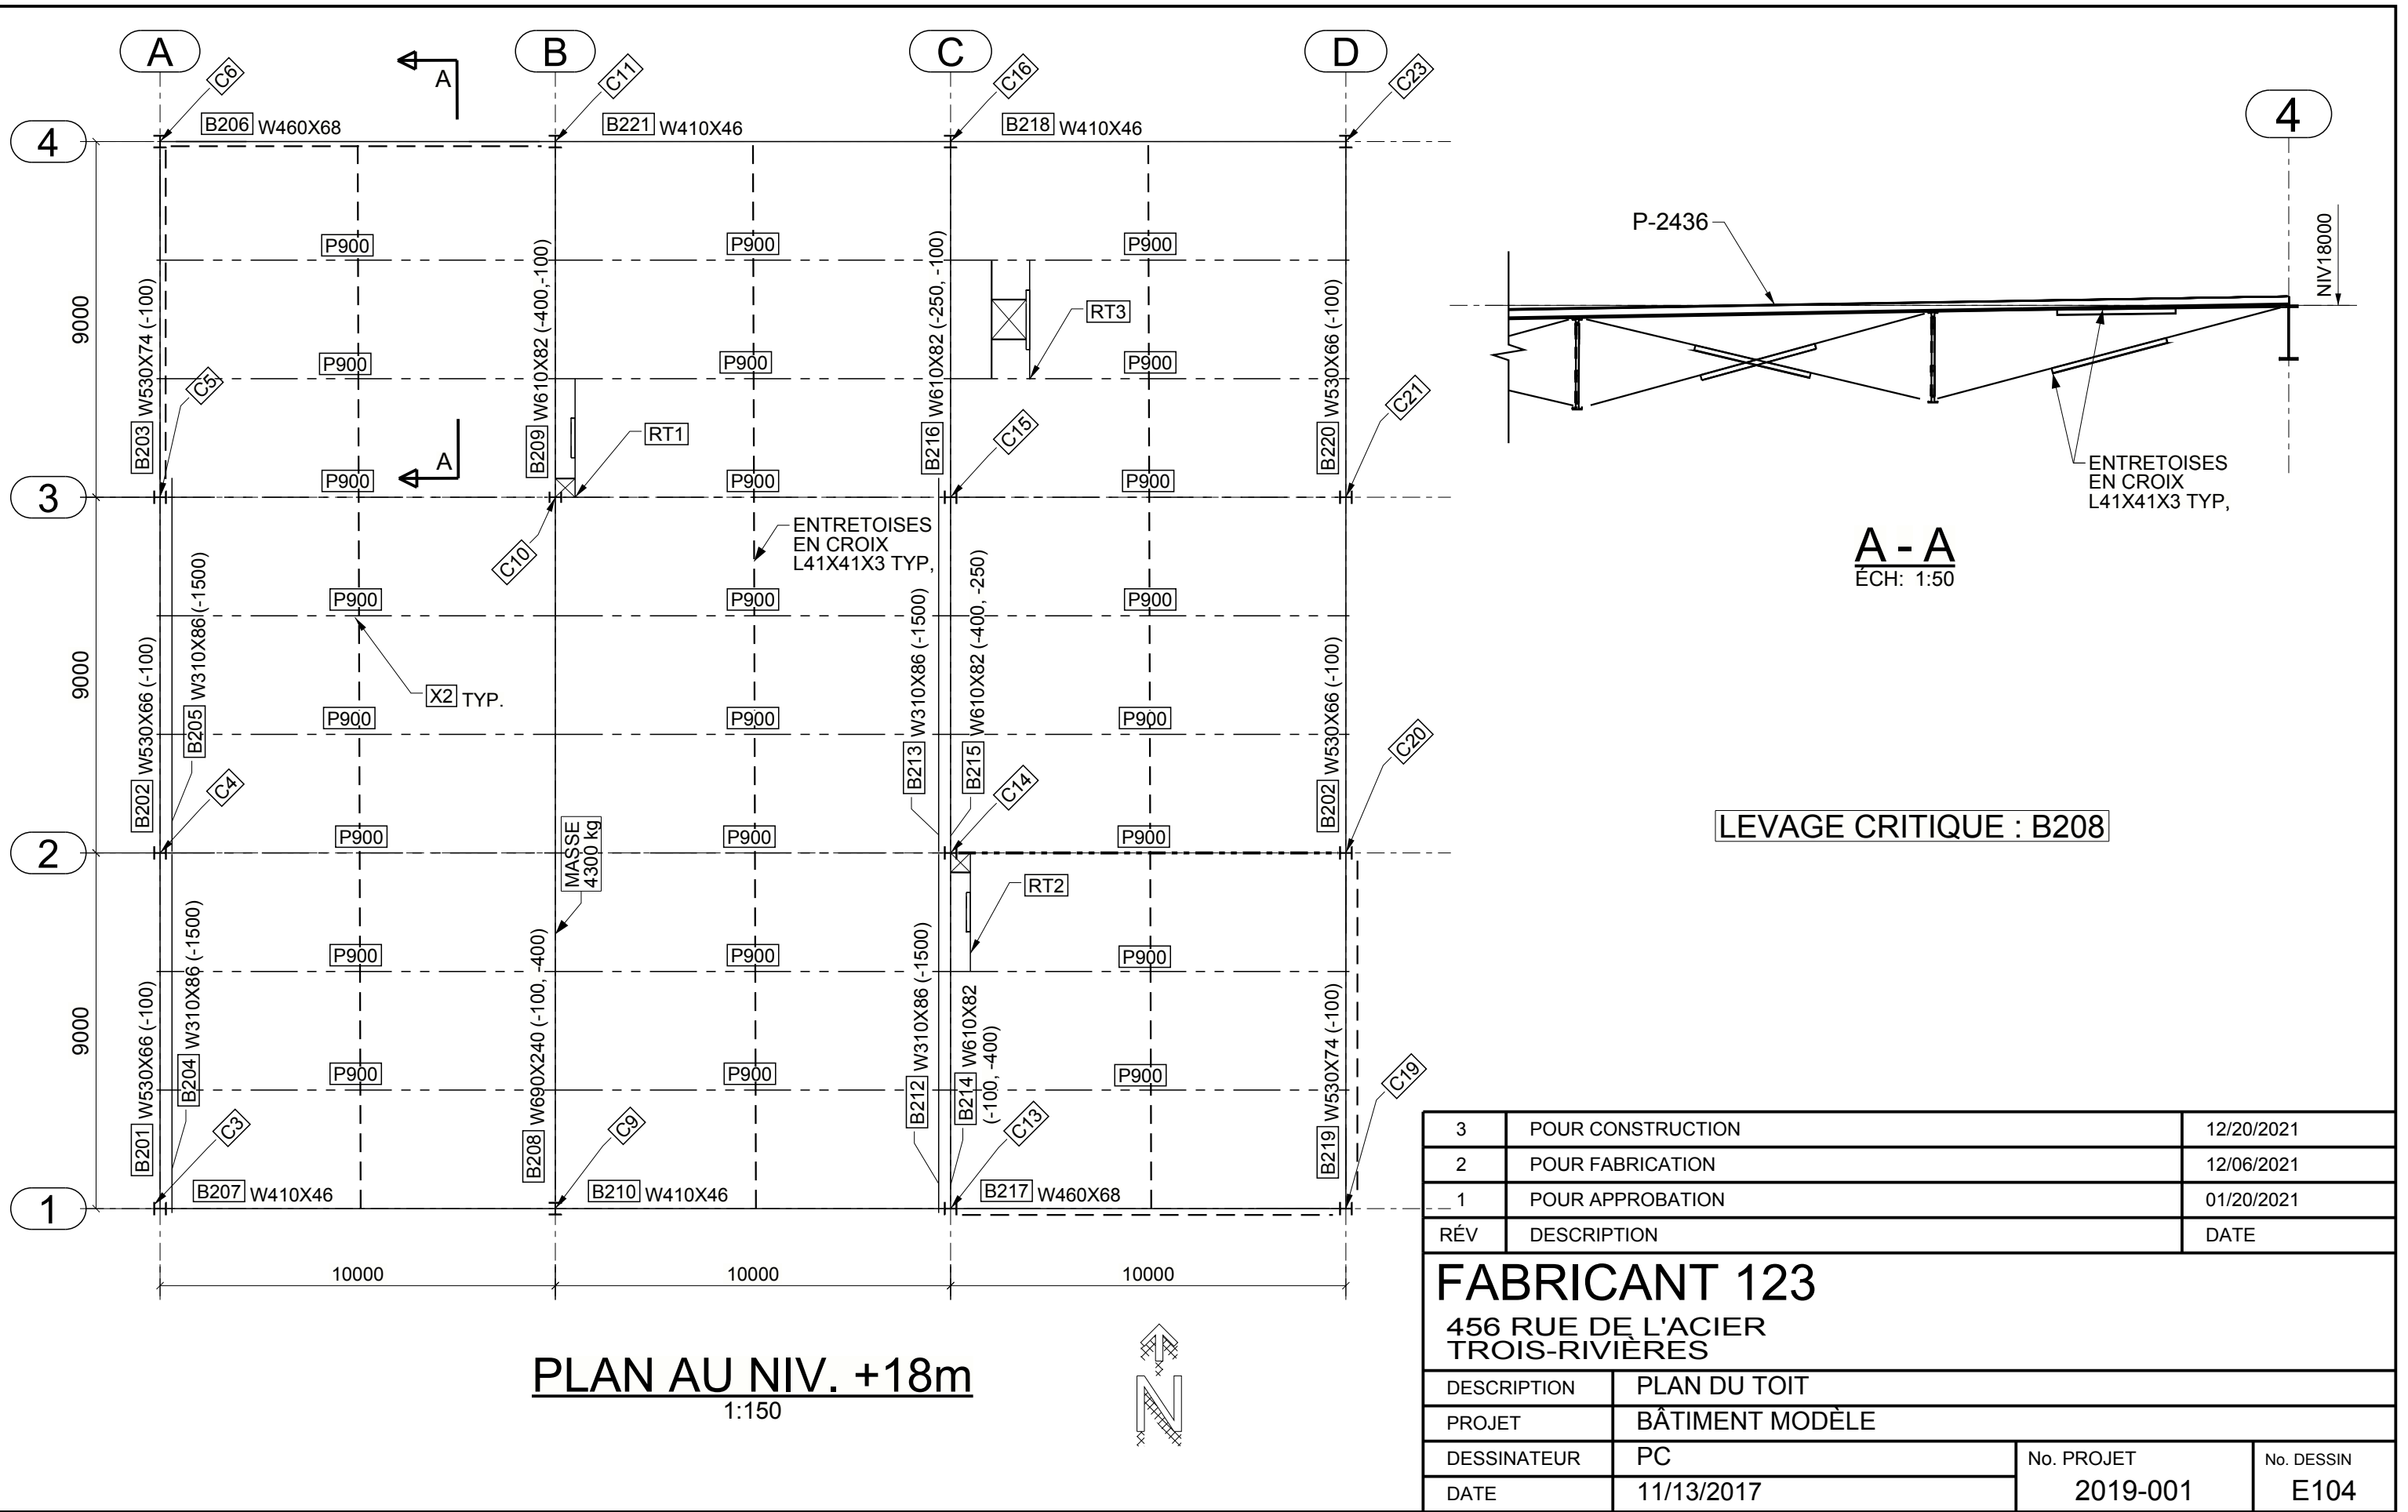 A
B
C
D
C6
A
C11
C16
C23
4
B206 W460X68
B221 W410X46
B218 W410X46
4
P900
P900
P900
9000
B203 W530X74 (-100)
B209 W610X82 (-400,-100)
B216 W610X82 (-250, -100)
B220 W530X66 (-100)
RT3
P900
P900
P900
C5
C21
RT1
C15
A
P900
P900
P900
3
ENTRETOISES
EN CROIX
L41X41X3 TYP,
C10
P900
P900
P900
9000
B202 W530X66 (-100)
B205 W310X86 (-1500)
B213 W310X86 (-1500)
B215 W610X82 (-400, -250)
B202 W530X66 (-100)
X2 TYP.
P900
P900
P900
C4
C14
C20
P900
P900
P900
2
MASSE
4300 kg
RT2
P900
P900
P900
9000
B201 W530X66 (-100)
B204 W310X86 (-1500)
B208 W690X240 (-100, -400)
B212 W310X86 (-1500)
B214 W610X82
(-100, -400)
B219 W530X74 (-100)
P900
P900
P900
C3
C9
C13
C19
1
B207 W410X46
B210 W410X46
B217 W460X68
10000
10000
10000
PLAN AU NIV. +18m
1:150
N
P-2436
NIV18000
ENTRETOISES
EN CROIX
L41X41X3 TYP,
A - A
ÉCH: 1:50
LEVAGE CRITIQUE : B208
3 POUR CONSTRUCTION 12/20/2021
2 POUR FABRICATION 12/06/2021
1 POUR APPROBATION 01/20/2021
RÉV DESCRIPTION DATE
FABRICANT 123
456 RUE DE L'ACIER
TROIS-RIVIÈRES
DESCRIPTION PLAN DU TOIT
PROJET BÂTIMENT MODÈLE
DESSINATEUR PC No. PROJET No. DESSIN
DATE 11/13/2017 2019-001 E104